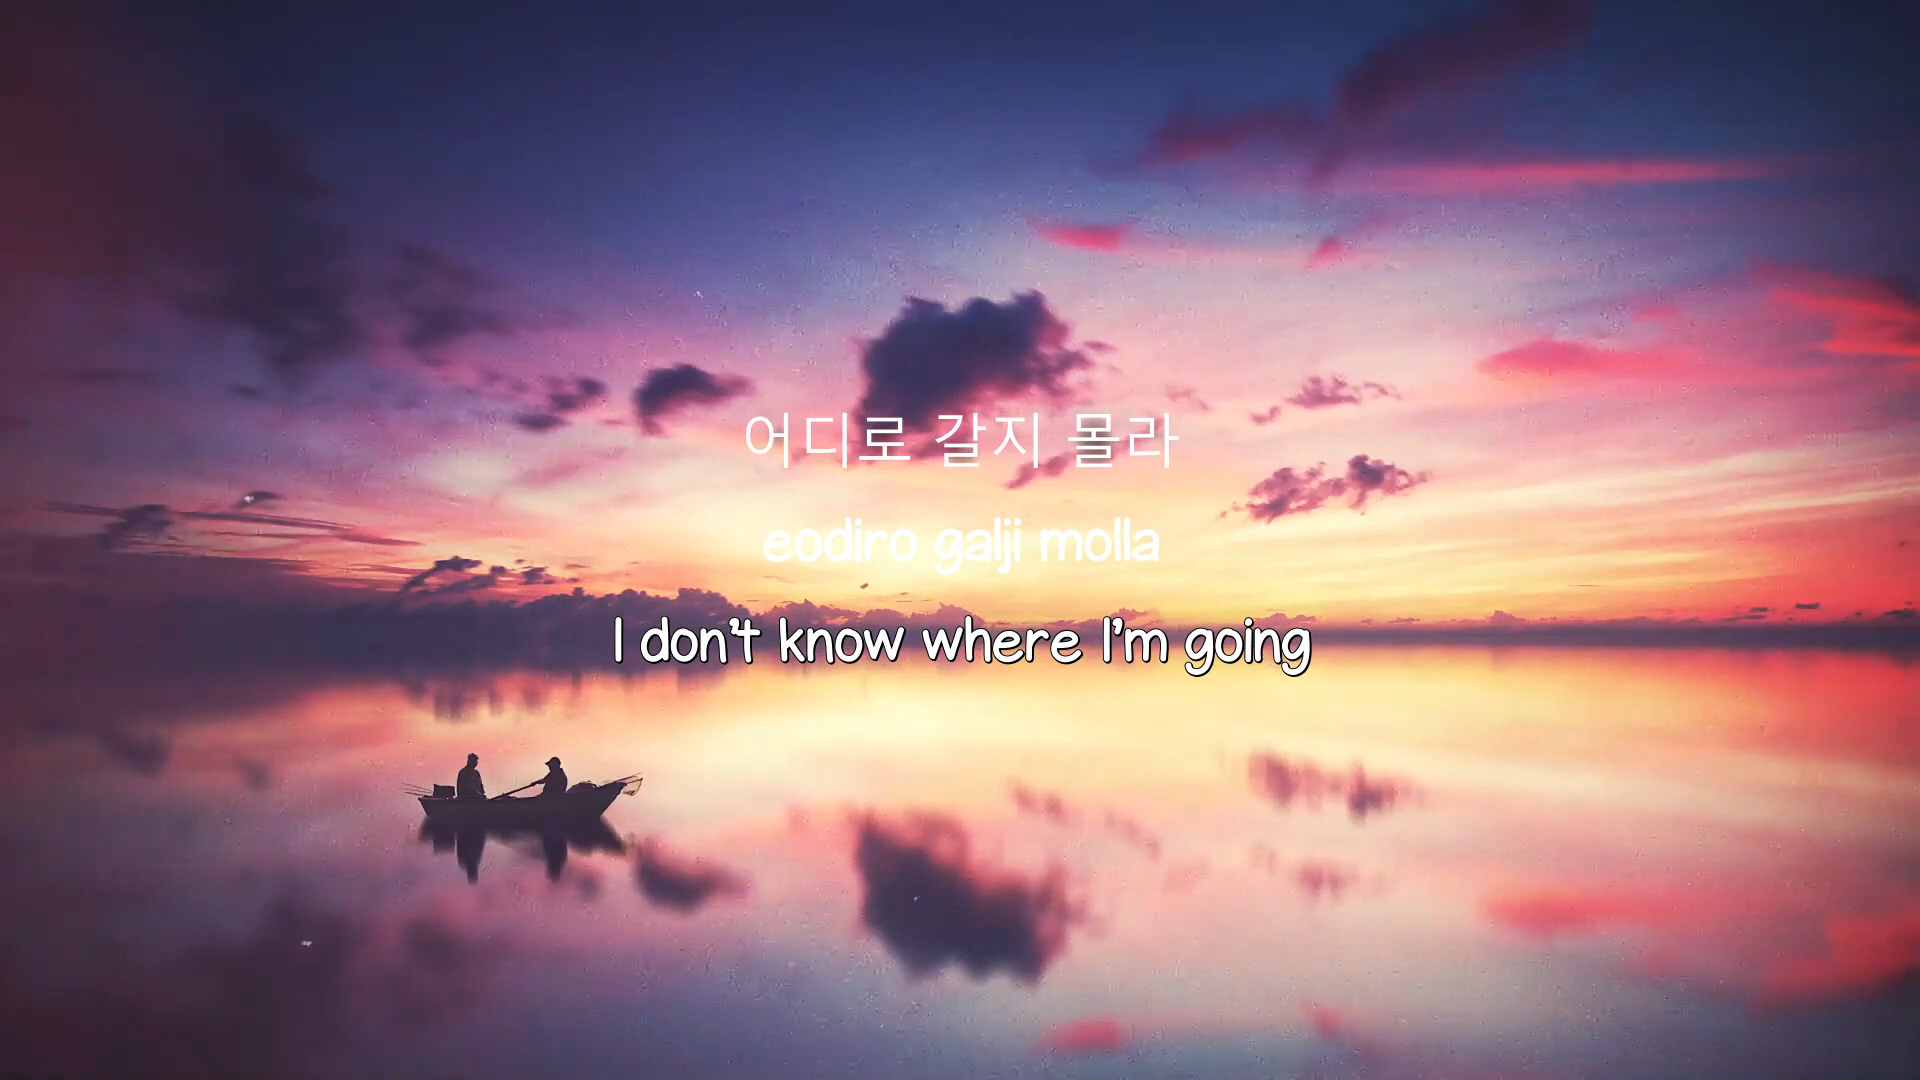 어디로 갈지 몰라
eodiro galji molla
I don't know where I'm going